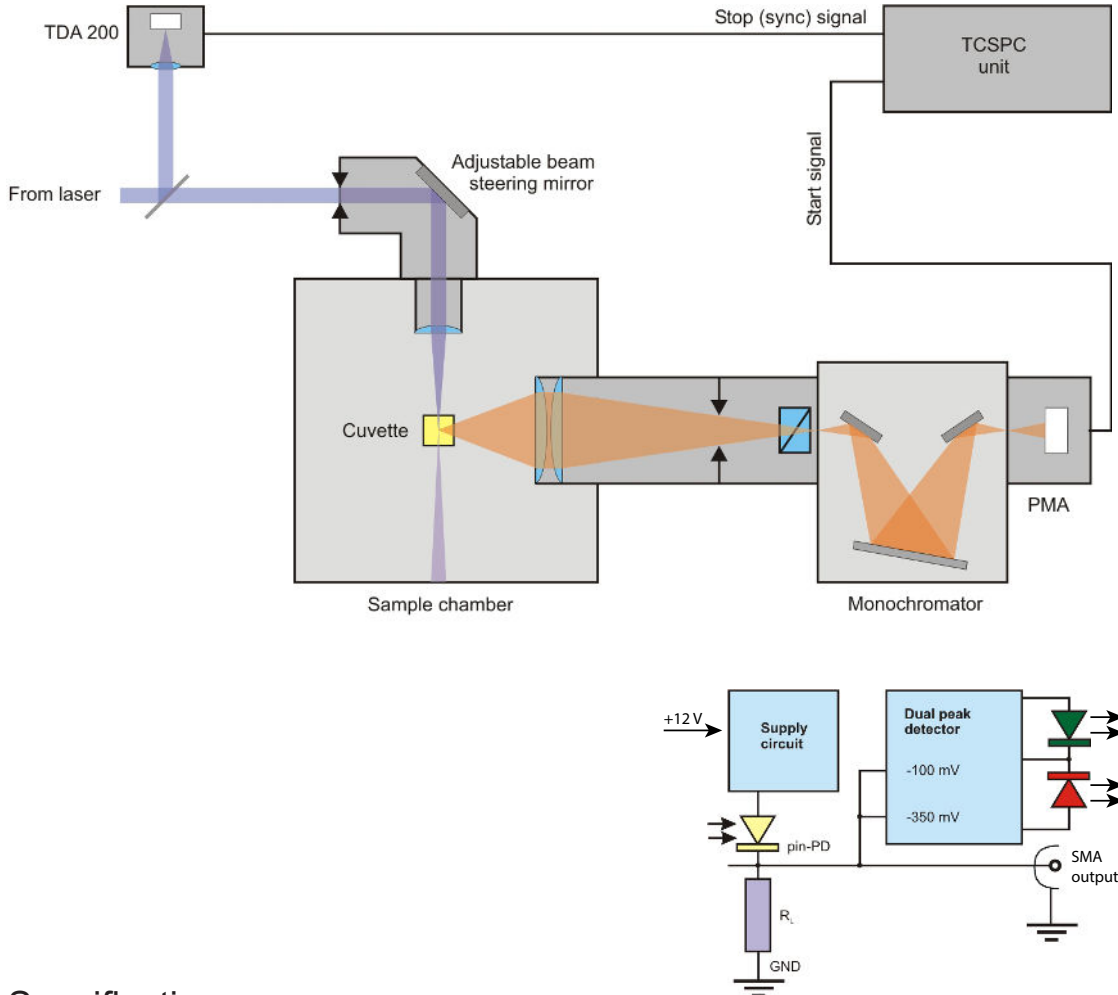 Stop (sync) signal
TDA 200
TCSPC
unit
Start signal
Adjustable beam
steering mirror
From laser
Cuvette
PMA
Sample chamber
Monochromator
+12 V
Supply
circuit
Dual peak
detector
-100 mV
-350 mV
pin-PD
SMA
output
R_L
GND